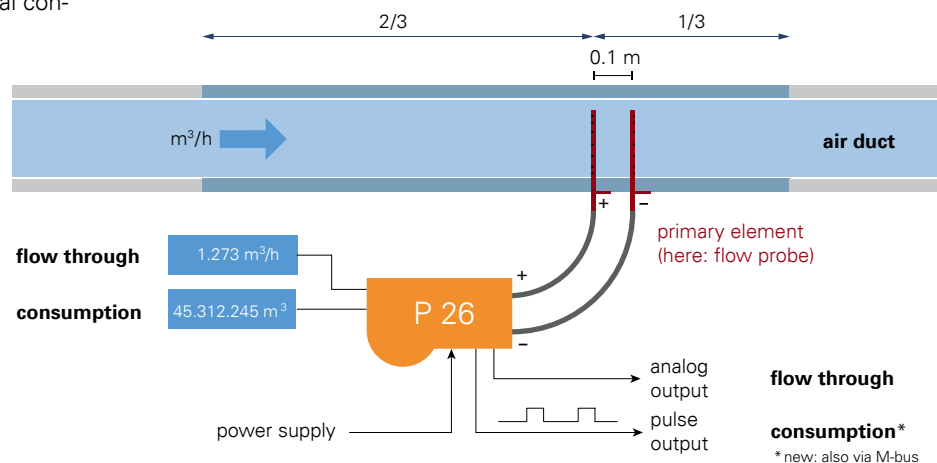 al con-
2/3
1/3
0.1 m
m³/h
air duct
+
–
primary element
(here: flow probe)
flow through
1.273 m³/h
consumption
45.312.245 m³
P 26
+
–
analog
output
flow through
power supply
pulse
output
consumption*
* new: also via M-bus